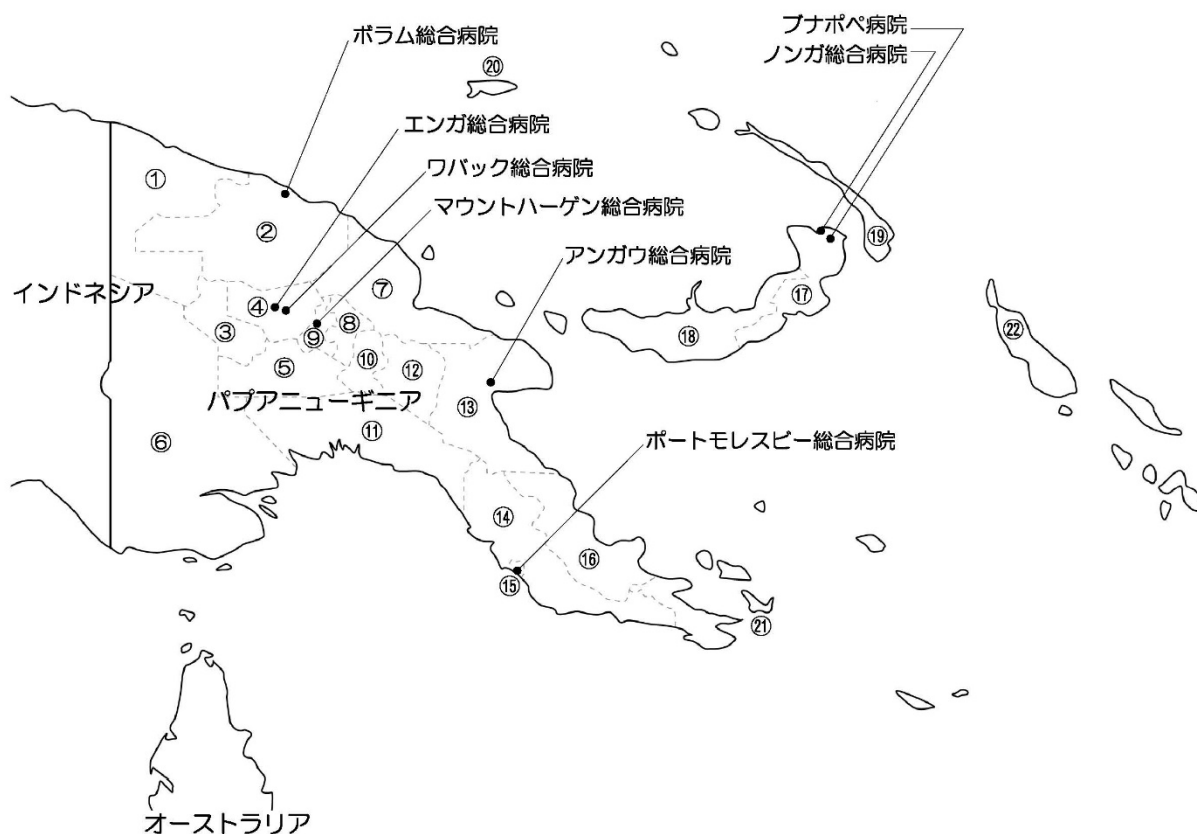 ブナポペ病院
ボラム総合病院
ノンガ総合病院
⑳
エンガ総合病院
ワバック総合病院
①
マウントハーゲン総合病院
②
⑲
アンガウ総合病院
インドネシア
⑦
⑰
④
③
⑧
⑨
⑱
㉒
⑤
⑩
⑫
パプアニューギニア
⑬
⑥
⑪
ポートモレスビー総合病院
⑭
⑯
⑮
㉑
オーストラリア